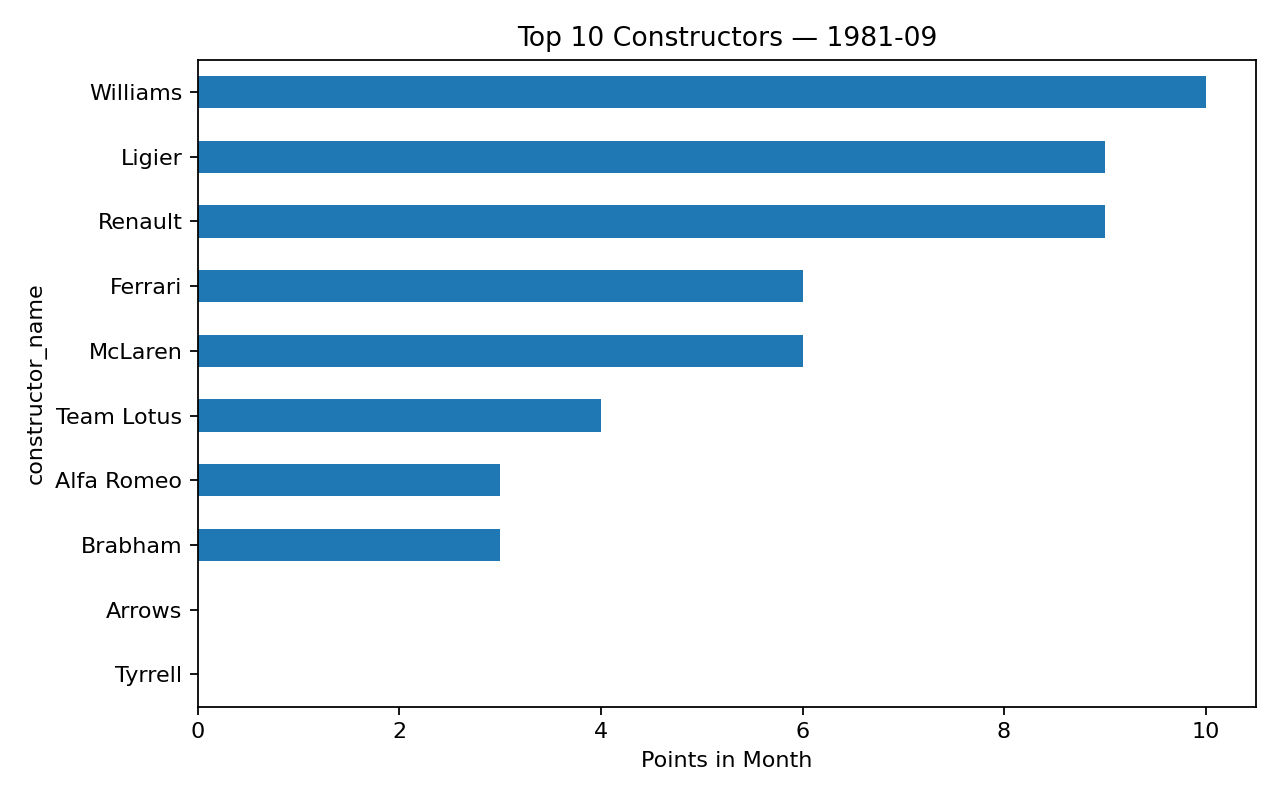 Top 10 Constructors — 1981-09
constructor_name
Williams
Ligier
Renault
Ferrari
McLaren
Team Lotus
Alfa Romeo
Brabham
Arrows
Tyrrell
0 2 4 6 8 10
Points in Month